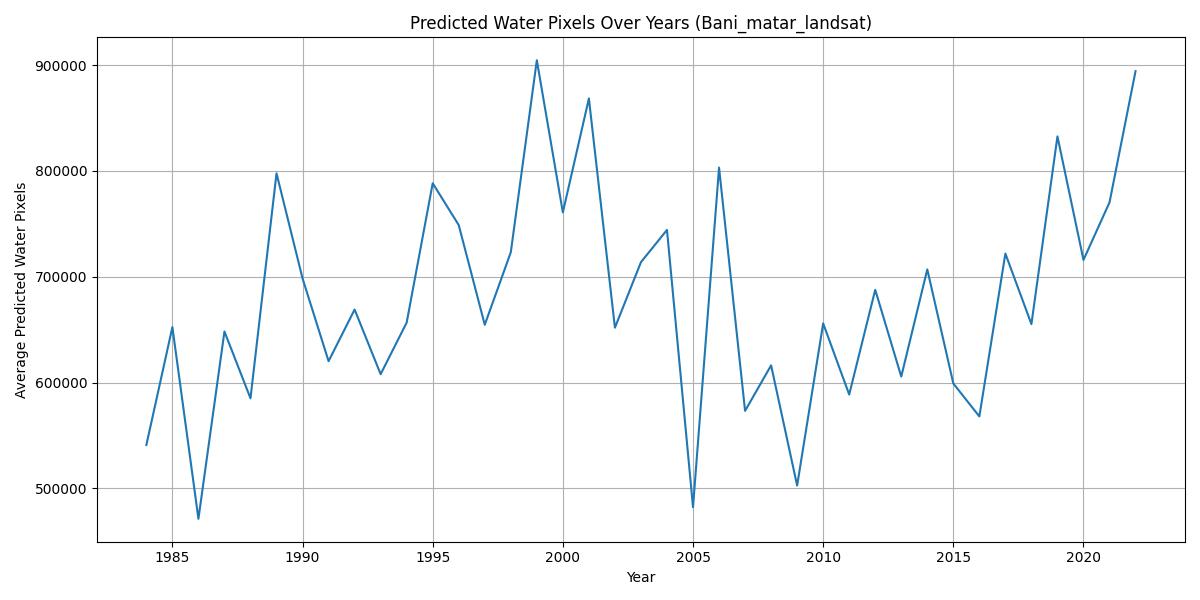 Predicted Water Pixels Over Years (Bani_matar_landsat)
Average Predicted Water Pixels
900000
800000
700000
600000
500000
1985 1990 1995 2000 2005 2010 2015 2020
Year